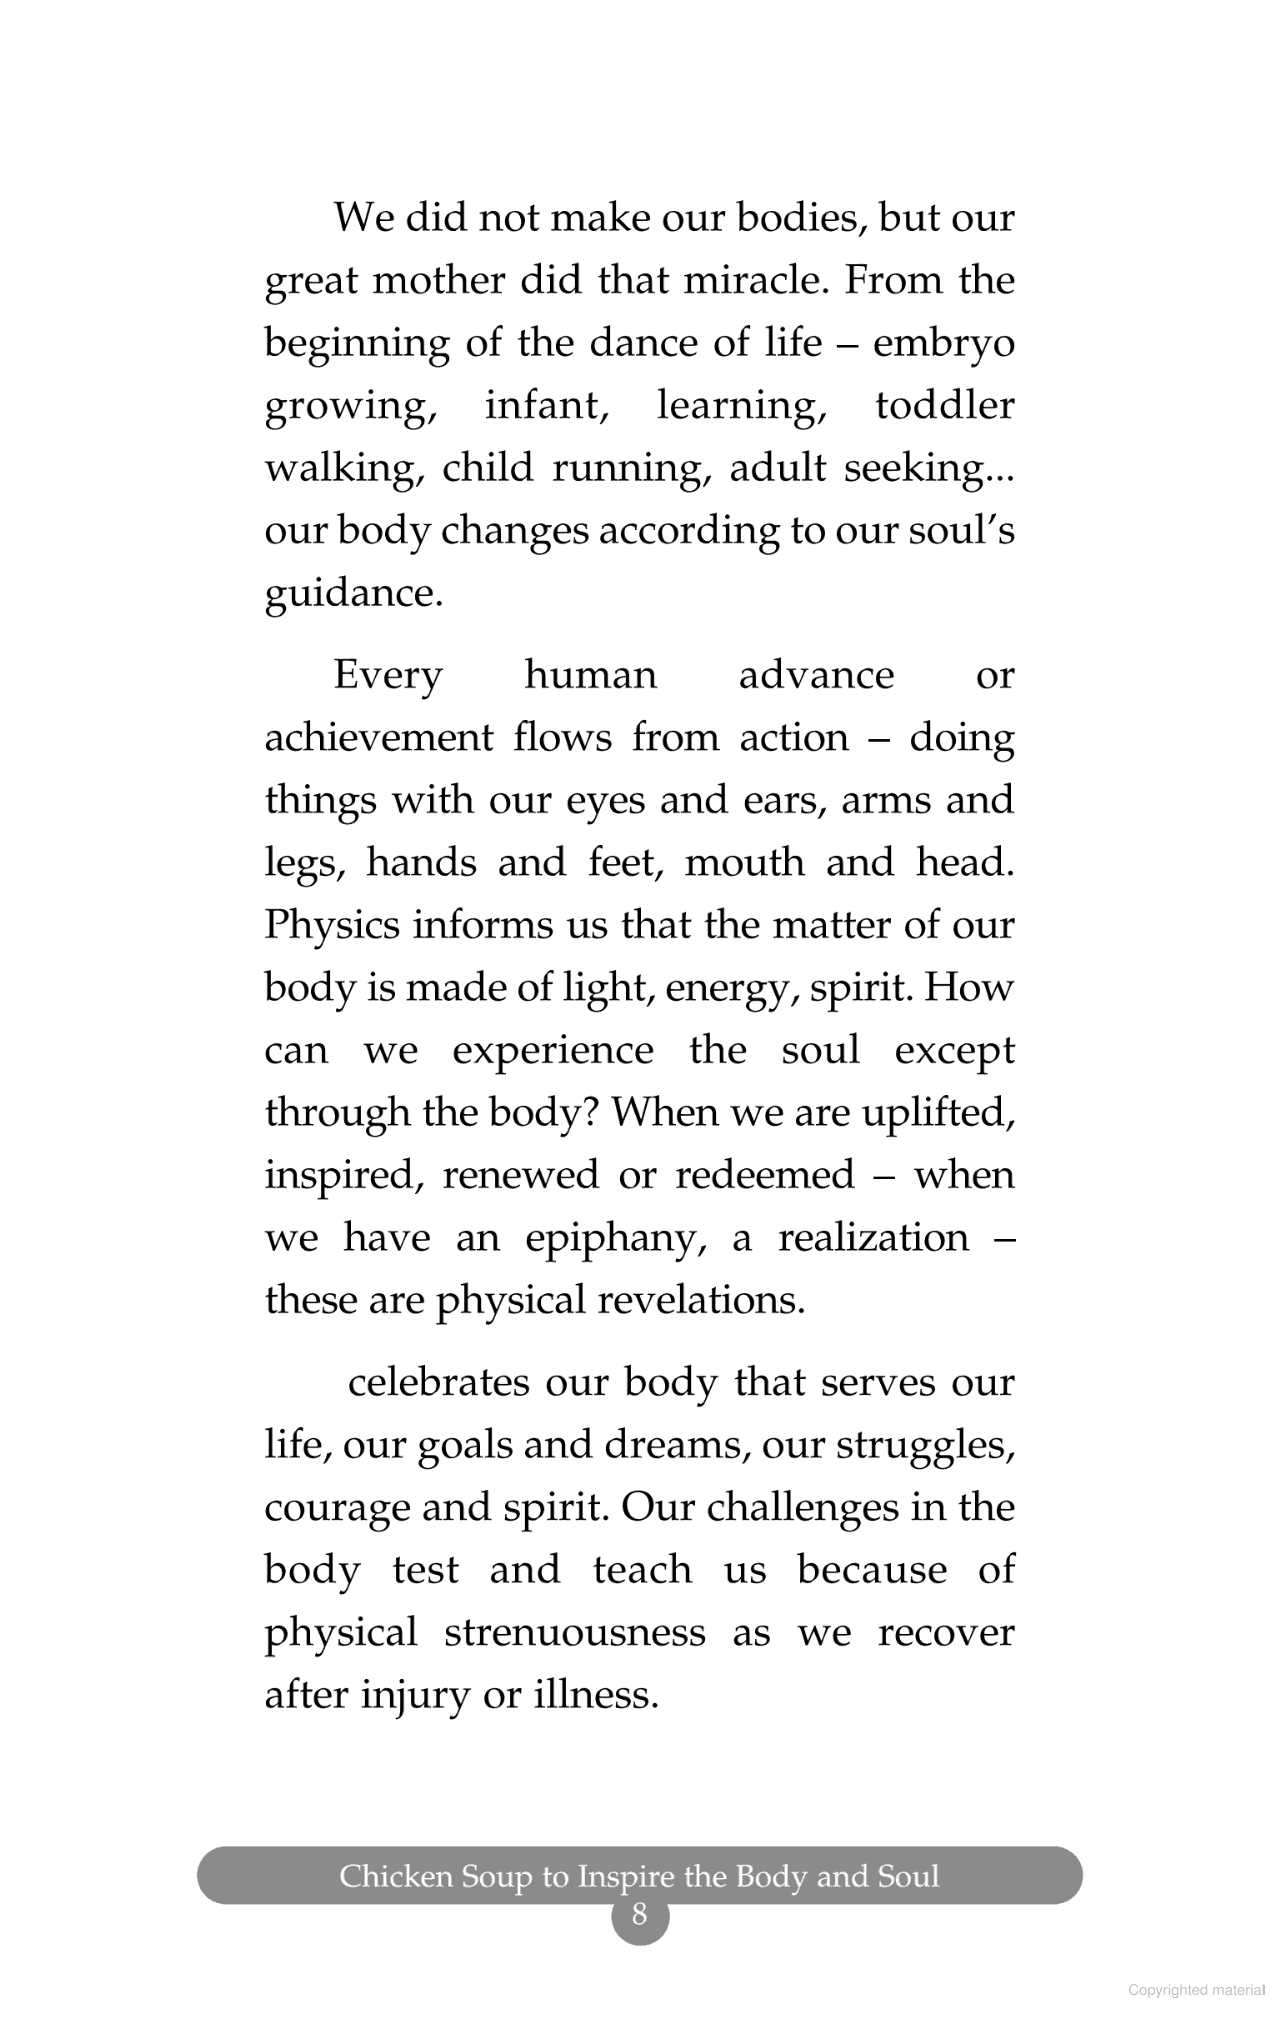 We did not make our bodies, but our
great mother did that miracle. From the
beginning of the dance of life – embryo
growing, infant, learning, toddler
walking, child running, adult seeking...
our body changes according to our soul’s
guidance.
Every human advance or
achievement flows from action – doing
things with our eyes and ears, arms and
legs, hands and feet, mouth and head.
Physics informs us that the matter of our
body is made of light, energy, spirit. How
can we experience the soul except
through the body? When we are uplifted,
inspired, renewed or redeemed – when
we have an epiphany, a realization –
these are physical revelations.
celebrates our body that serves our
life, our goals and dreams, our struggles,
courage and spirit. Our challenges in the
body test and teach us because of
physical strenuousness as we recover
after injury or illness.
Chicken Soup to Inspire the Body and Soul
8
Copyrighted material